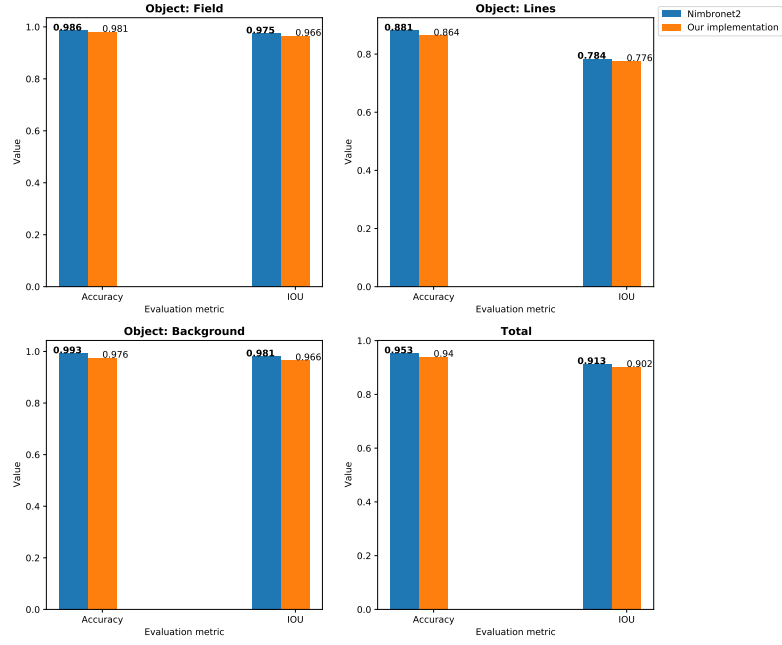 Object: Field
1.0
0.8
0.6
0.4
0.2
0.0
Value
0.986
0.981
0.975
0.966
Accuracy
IOU
Evaluation metric
Object: Lines
0.8
0.6
0.4
0.2
0.0
Value
0.881
0.864
0.784
0.776
Accuracy
IOU
Evaluation metric
Nimbronet2
Our implementation
Object: Background
1.0
0.8
0.6
0.4
0.2
0.0
Value
0.993
0.976
0.981
0.966
Accuracy
IOU
Evaluation metric
Total
1.0
0.8
0.6
0.4
0.2
0.0
Value
0.953
0.94
0.913
0.902
Accuracy
IOU
Evaluation metric